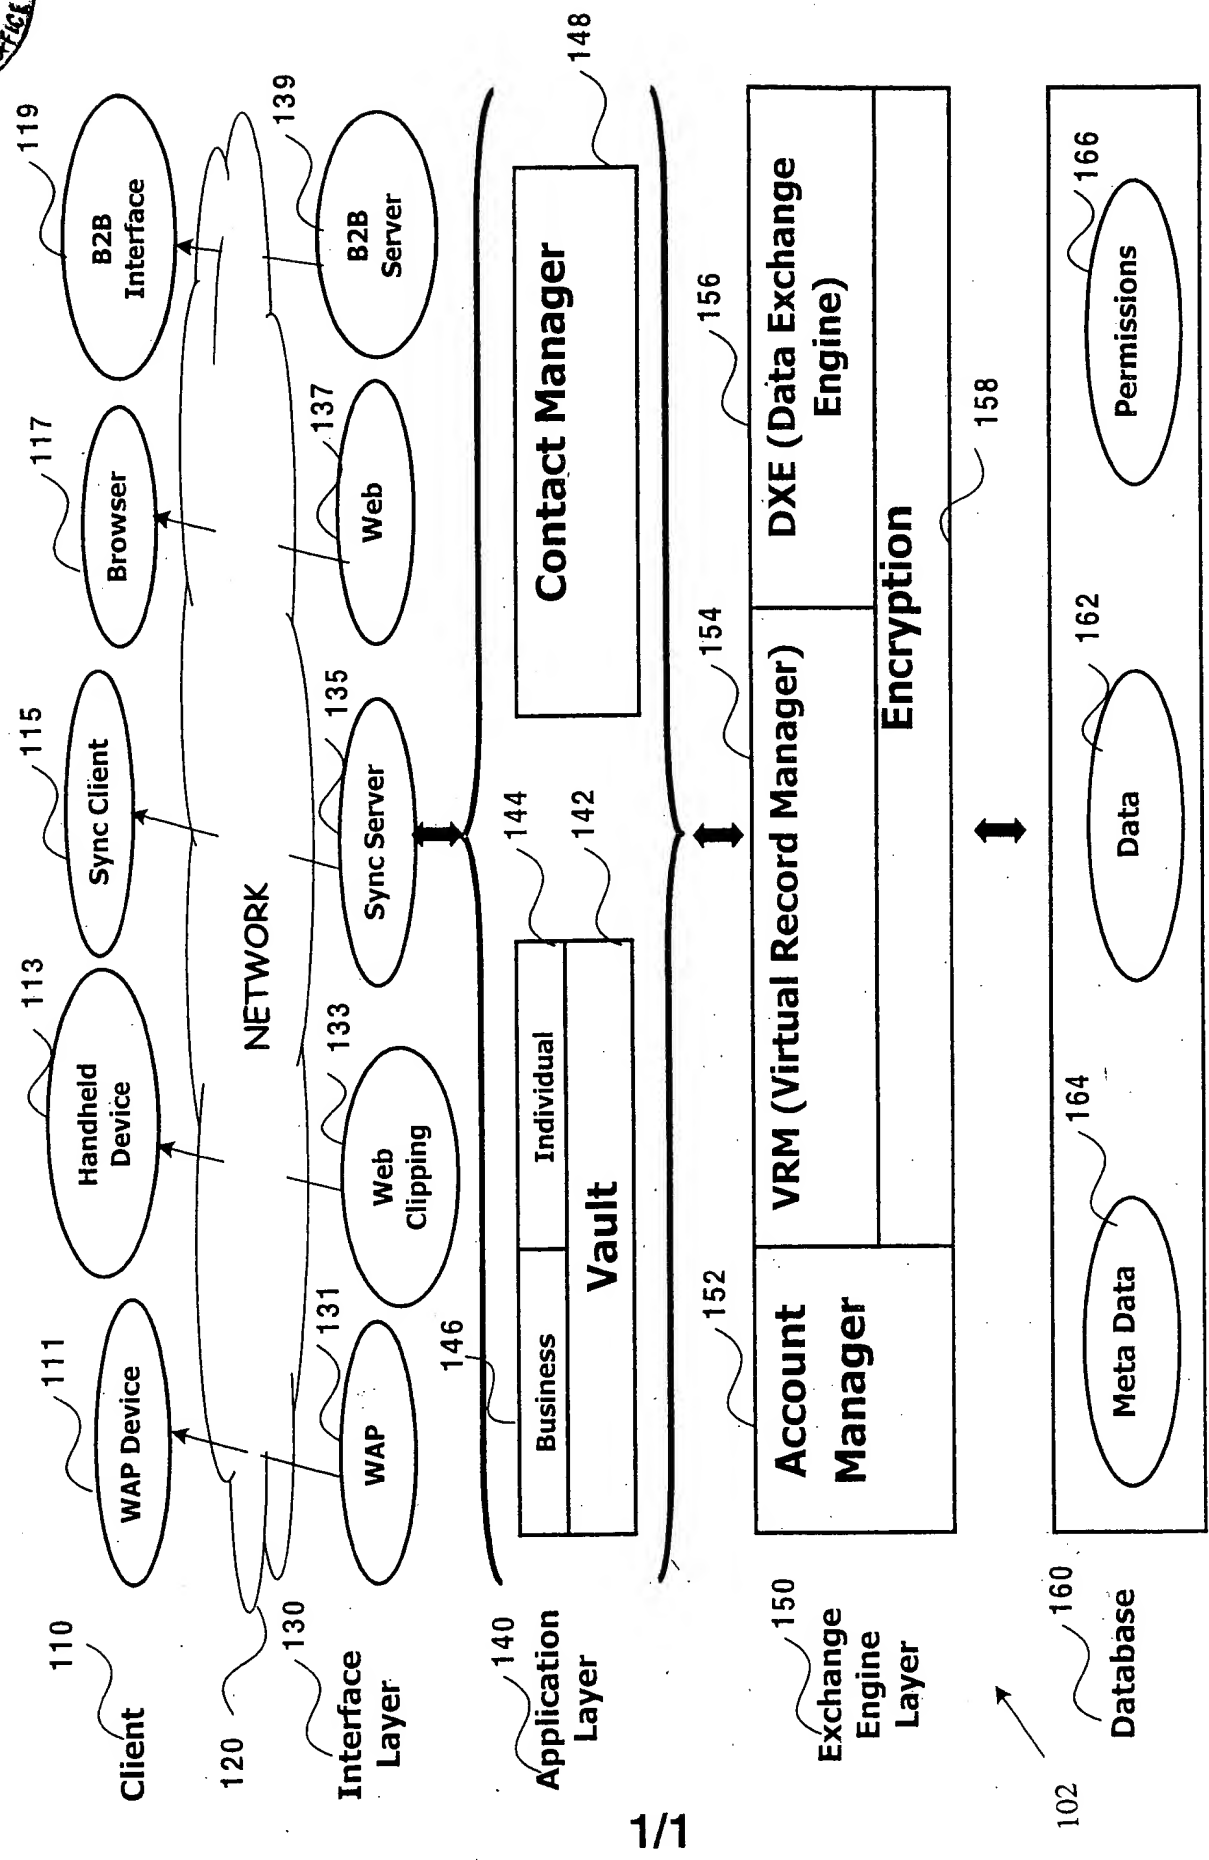 OFFICE
119
B2B
Interface
117
Browser
115
Sync Client
113
Handheld
Device
111
WAP Device
110
Client
120
NETWORK
139
B2B
Server
137
Web
135
Sync Server
133
Web
Clipping
131
WAP
130
Interface
Layer
148
Contact Manager
144
142
Individual
146
Business
Vault
140
Application
Layer
156
DXE (Data Exchange
Engine)
154
VRM (Virtual Record Manager)
158
Encryption
152
Account
Manager
150
Exchange
Engine
Layer
166
Permissions
162
Data
164
Meta Data
160
Database
102
1/1